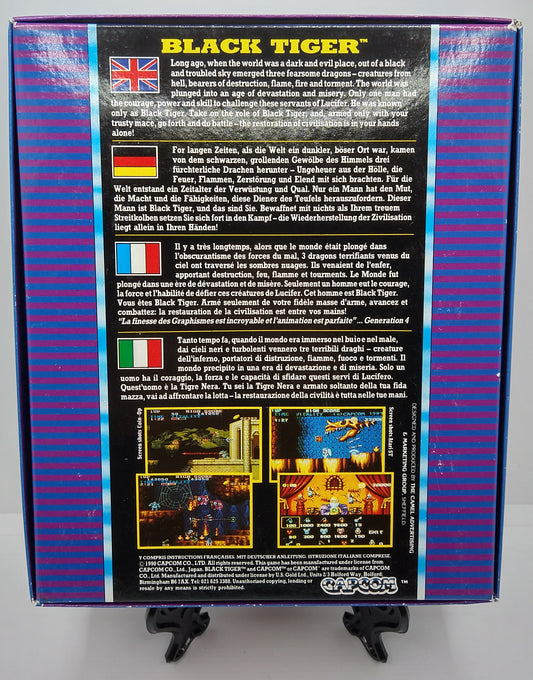 BLACK TIGER™
Long ago, when the world was a dark and evil place, out of a black
and troubled sky emerged three fearsome dragons – creatures from
hell, bearers of destruction, flame, fire and torment. The world was
plunged into an age of devastation and misery. Only one man had
the courage, power and skill to challenge these servants of Lucifer. He was known
only as Black Tiger. Take on the role of Black Tiger, and, armed only with your
trusty mace, go forth and do battle – the restoration of civilisation is in your hands
alone!
For langen Zeiten, als die Welt ein dunkler, böser Ort war, kamen
von dem schwarzen, grollenden Gewölbe des Himmels drei
fürchterliche Drachen herunter – Ungeheuer aus der Hölle, die
Feuer, Flammen, Zerstörung und Elend mit sich brachten. Für die
Welt entstand ein Zeitalter der Verwüstung und Qual. Nur ein Mann hat den Mut,
die Macht und die Fähigkeiten, diese Diener des Teufels herauszufordern. Dieser
Mann ist Black Tiger, und das sind Sie. Bewaffnet mit nichts als Ihrem treuem
Streitkolben setzen Sie sich fort in den Kampf – die Wiederherstellung der Zivilisation
liegt allein in Ihren Händen!
Il y a très longtemps, alors que le monde était plongé dans
l'obscurantisme des forces du mal, 3 dragons terrifiants venus du
ciel ont traversé les sombres nuages. Ils venaient de l'enfer,
apportant destruction, feu, flamme et tourments. Le Monde fut
plongé dans une ère de dévastation et de misère. Seulement un homme eut le courage,
la force et l'habilité de défier ces créatures de Lucifer. Cet homme est Black Tiger.
Vous êtes Black Tiger. Armé seulement de votre fidèle masse d'arme, avancez et
combattez: la restauration de la civilisation est entre vos mains!
"La finesse des Graphismes est incroyable et l'animation est parfaite" ... Generation 4
Tanto tempo fa, quando il mondo era immerso nel buio e nel male,
dai cieli neri e turbolenti vennero tre terribili draghi – creature
dell'inferno, portatori di distruzione, fiamme, fuoco e tormenti. Il
mondo precipito in una era di devastazione e di miseria. Solo un
uomo ha il coraggio, la forza e le capacità di sfidare questi servi di Lucifero.
Quest'uomo è la Tigre Nera. Tu sei la Tigre Nera e armato soltanto della tua fida
mazza, vai ad affrontare la lotta – la restaurazione della civilità è tutta nelle tue mani.
Screen shots: Coin-Op
Screen shots: Atari ST
DESIGNED AND PRODUCED BY THE CAMEL ADVERTISING
& MARKETING GROUP, SHEFFIELD
Y COMPRIS INSTRUCTIONS FRANÇAISES. MIT DEUTSCHER ANLEITUNG. ISTRUZIONE ITALIANE COMPRESE.
© 1990 CAPCOM CO., LTD. All rights reserved. This game has been manufactured under license from
CAPCOM Co., Ltd., Japan. BLACK TIGER™ and CAPCOM™ or CAPCOM® are trademarks of CAPCOM
Co., Ltd. Manufactured and distributed under license by U.S. Gold Ltd., Units 2/3 Holford Way, Holford,
Birmingham B6 7AX. Tel: 021 625 3388. Unauthorised copying, lending or
resale by any means is strictly prohibited.
CAPCOM™